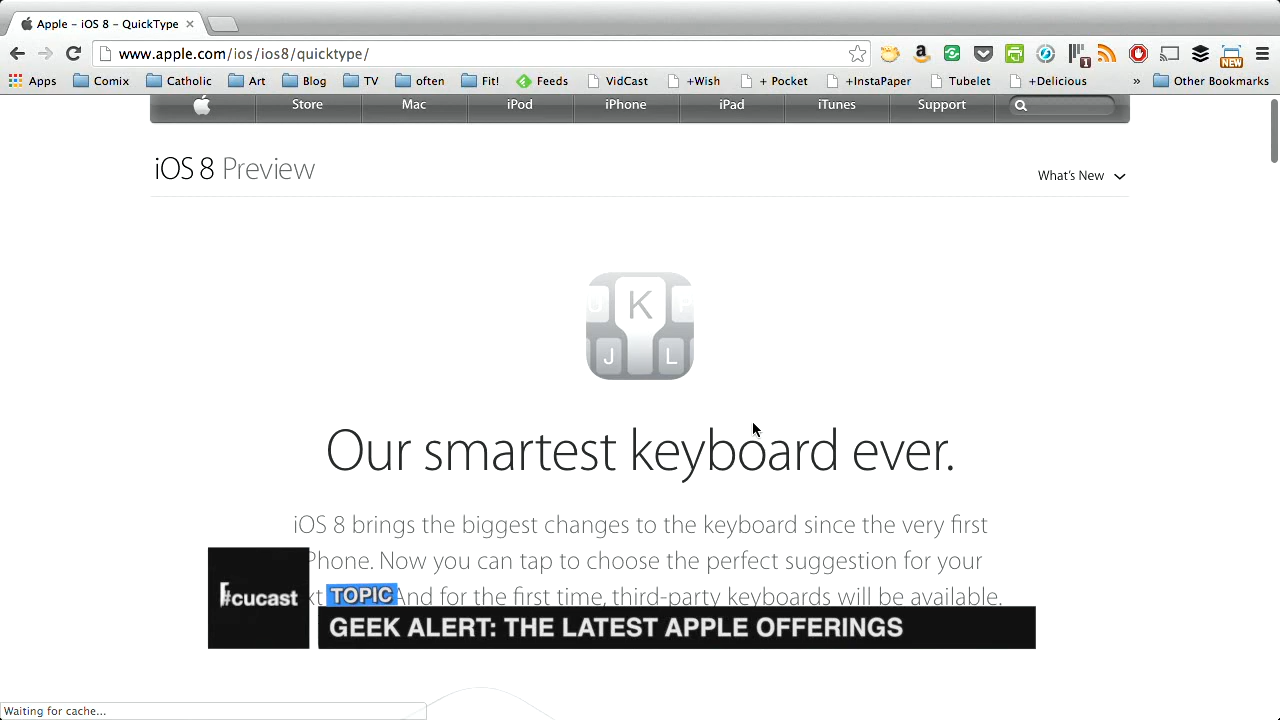 Apple – iOS 8 – QuickType
www.apple.com/ios/ios8/quicktype/
1
NEW
Apps Comix Catholic Art Blog TV often Fit! Feeds VidCast +Wish + Pocket +InstaPaper Tubelet +Delicious » Other Bookmarks
Store Mac iPod iPhone iPad iTunes Support
iOS 8 Preview
What's New
K
J L
Our smartest keyboard ever.
iOS 8 brings the biggest changes to the keyboard since the very first
Phone. Now you can tap to choose the perfect suggestion for your
And for the first time, third-party keyboards will be available.
#cucast
TOPIC
GEEK ALERT: THE LATEST APPLE OFFERINGS
Waiting for cache...